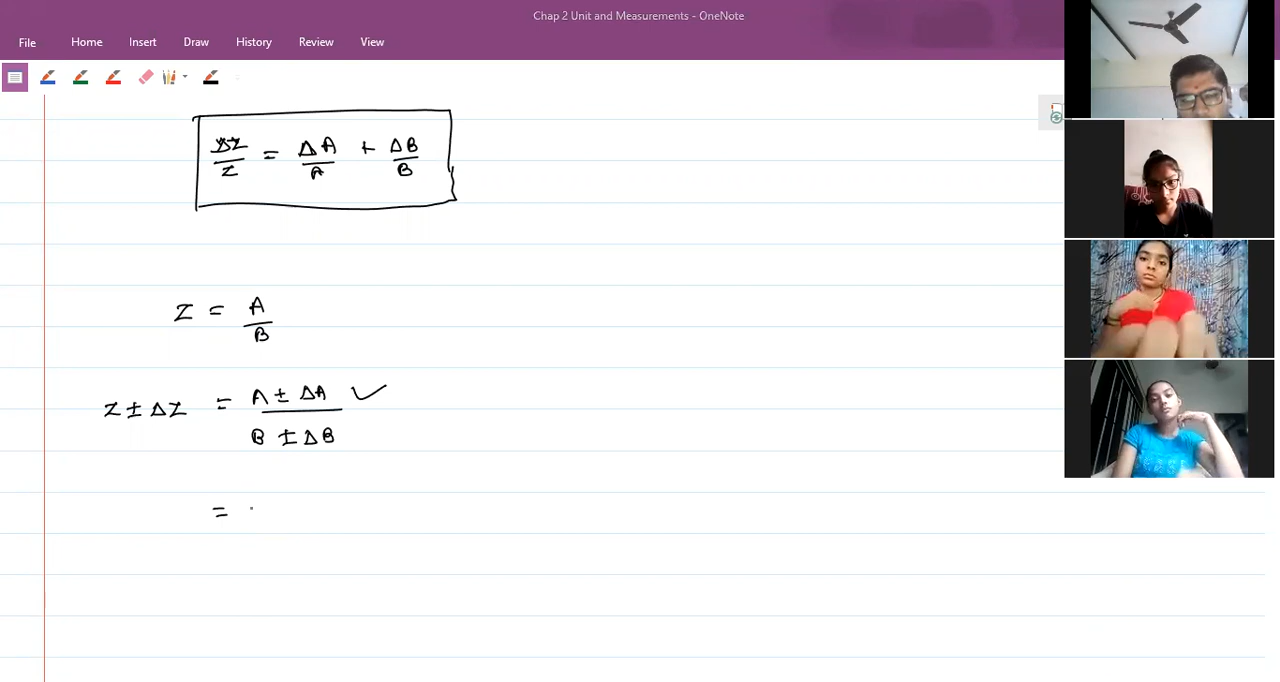 Chap 2 Unit and Measurements - OneNote
File Home Insert Draw History Review View
ΔZ/Z = ΔA/A + ΔB/B
Z = A/B
Z ± ΔZ = A ± ΔA / B ± ΔB ✓
=